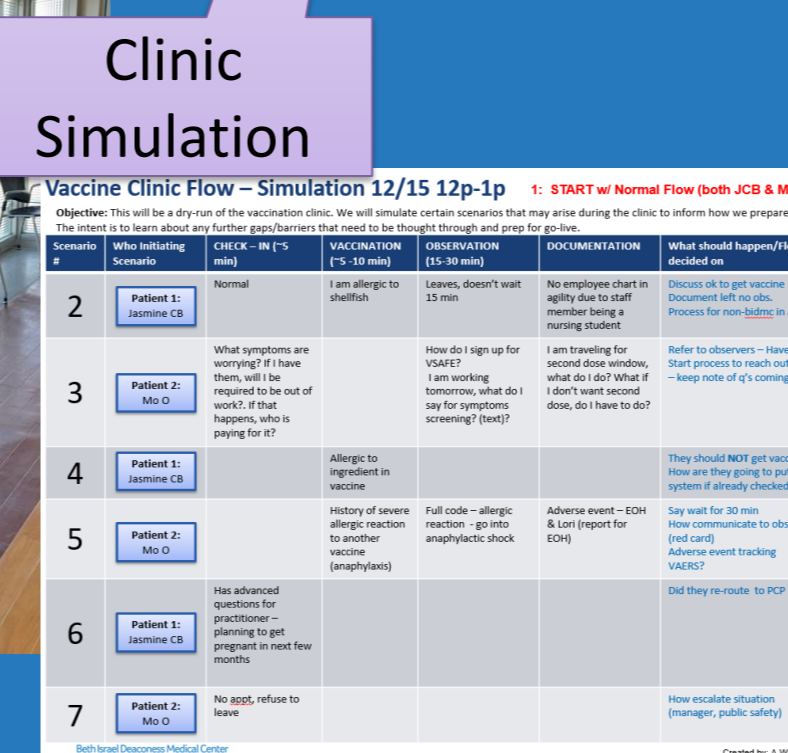 Clinic
Simulation
Vaccine Clinic Flow – Simulation 12/15 12p-1p
1: START w/ Normal Flow (both JCB & M
Objective: This will be a dry-run of the vaccination clinic. We will simulate certain scenarios that may arise during the clinic to inform how we prepare
The intent is to learn about any further gaps/barriers that need to be thought through and prep for go-live.
Scenario
#
Who Initiating
Scenario
CHECK – IN (~5
min)
VACCINATION
(~5 -10 min)
OBSERVATION
(15-30 min)
DOCUMENTATION
What should happen/Fl
decided on
2
Patient 1:
Jasmine CB
Normal
I am allergic to
shellfish
Leaves, doesn't wait
15 min
No employee chart in
agility due to staff
member being a
nursing student
Discuss ok to get vaccine
Document left no obs.
Process for non-bidmc in
3
Patient 2:
Mo O
What symptoms are
worrying? If I have
them, will I be
required to be out of
work?. If that
happens, who is
paying for it?
How do I sign up for
VSAFE?
I am working
tomorrow, what do I
say for symptoms
screening? (text)?
I am traveling for
second dose window,
what do I do? What if
I don't want second
dose, do I have to do?
Refer to observers – Have
Start process to reach out
– keep note of q's coming
4
Patient 1:
Jasmine CB
Allergic to
ingredient in
vaccine
They should NOT get vacc
How are they going to put
system if already checked
5
Patient 2:
Mo O
History of severe
allergic reaction
to another
vaccine
(anaphylaxis)
Full code – allergic
reaction - go into
anaphylactic shock
Adverse event – EOH
& Lori (report for
EOH)
Say wait for 30 min
How communicate to obs
(red card)
Adverse event tracking
VAERS?
6
Patient 1:
Jasmine CB
Has advanced
questions for
practitioner –
planning to get
pregnant in next few
months
Did they re-route to PCP
7
Patient 2:
Mo O
No appt, refuse to
leave
How escalate situation
(manager, public safety)
Beth Israel Deaconess Medical Center
Created by: A W